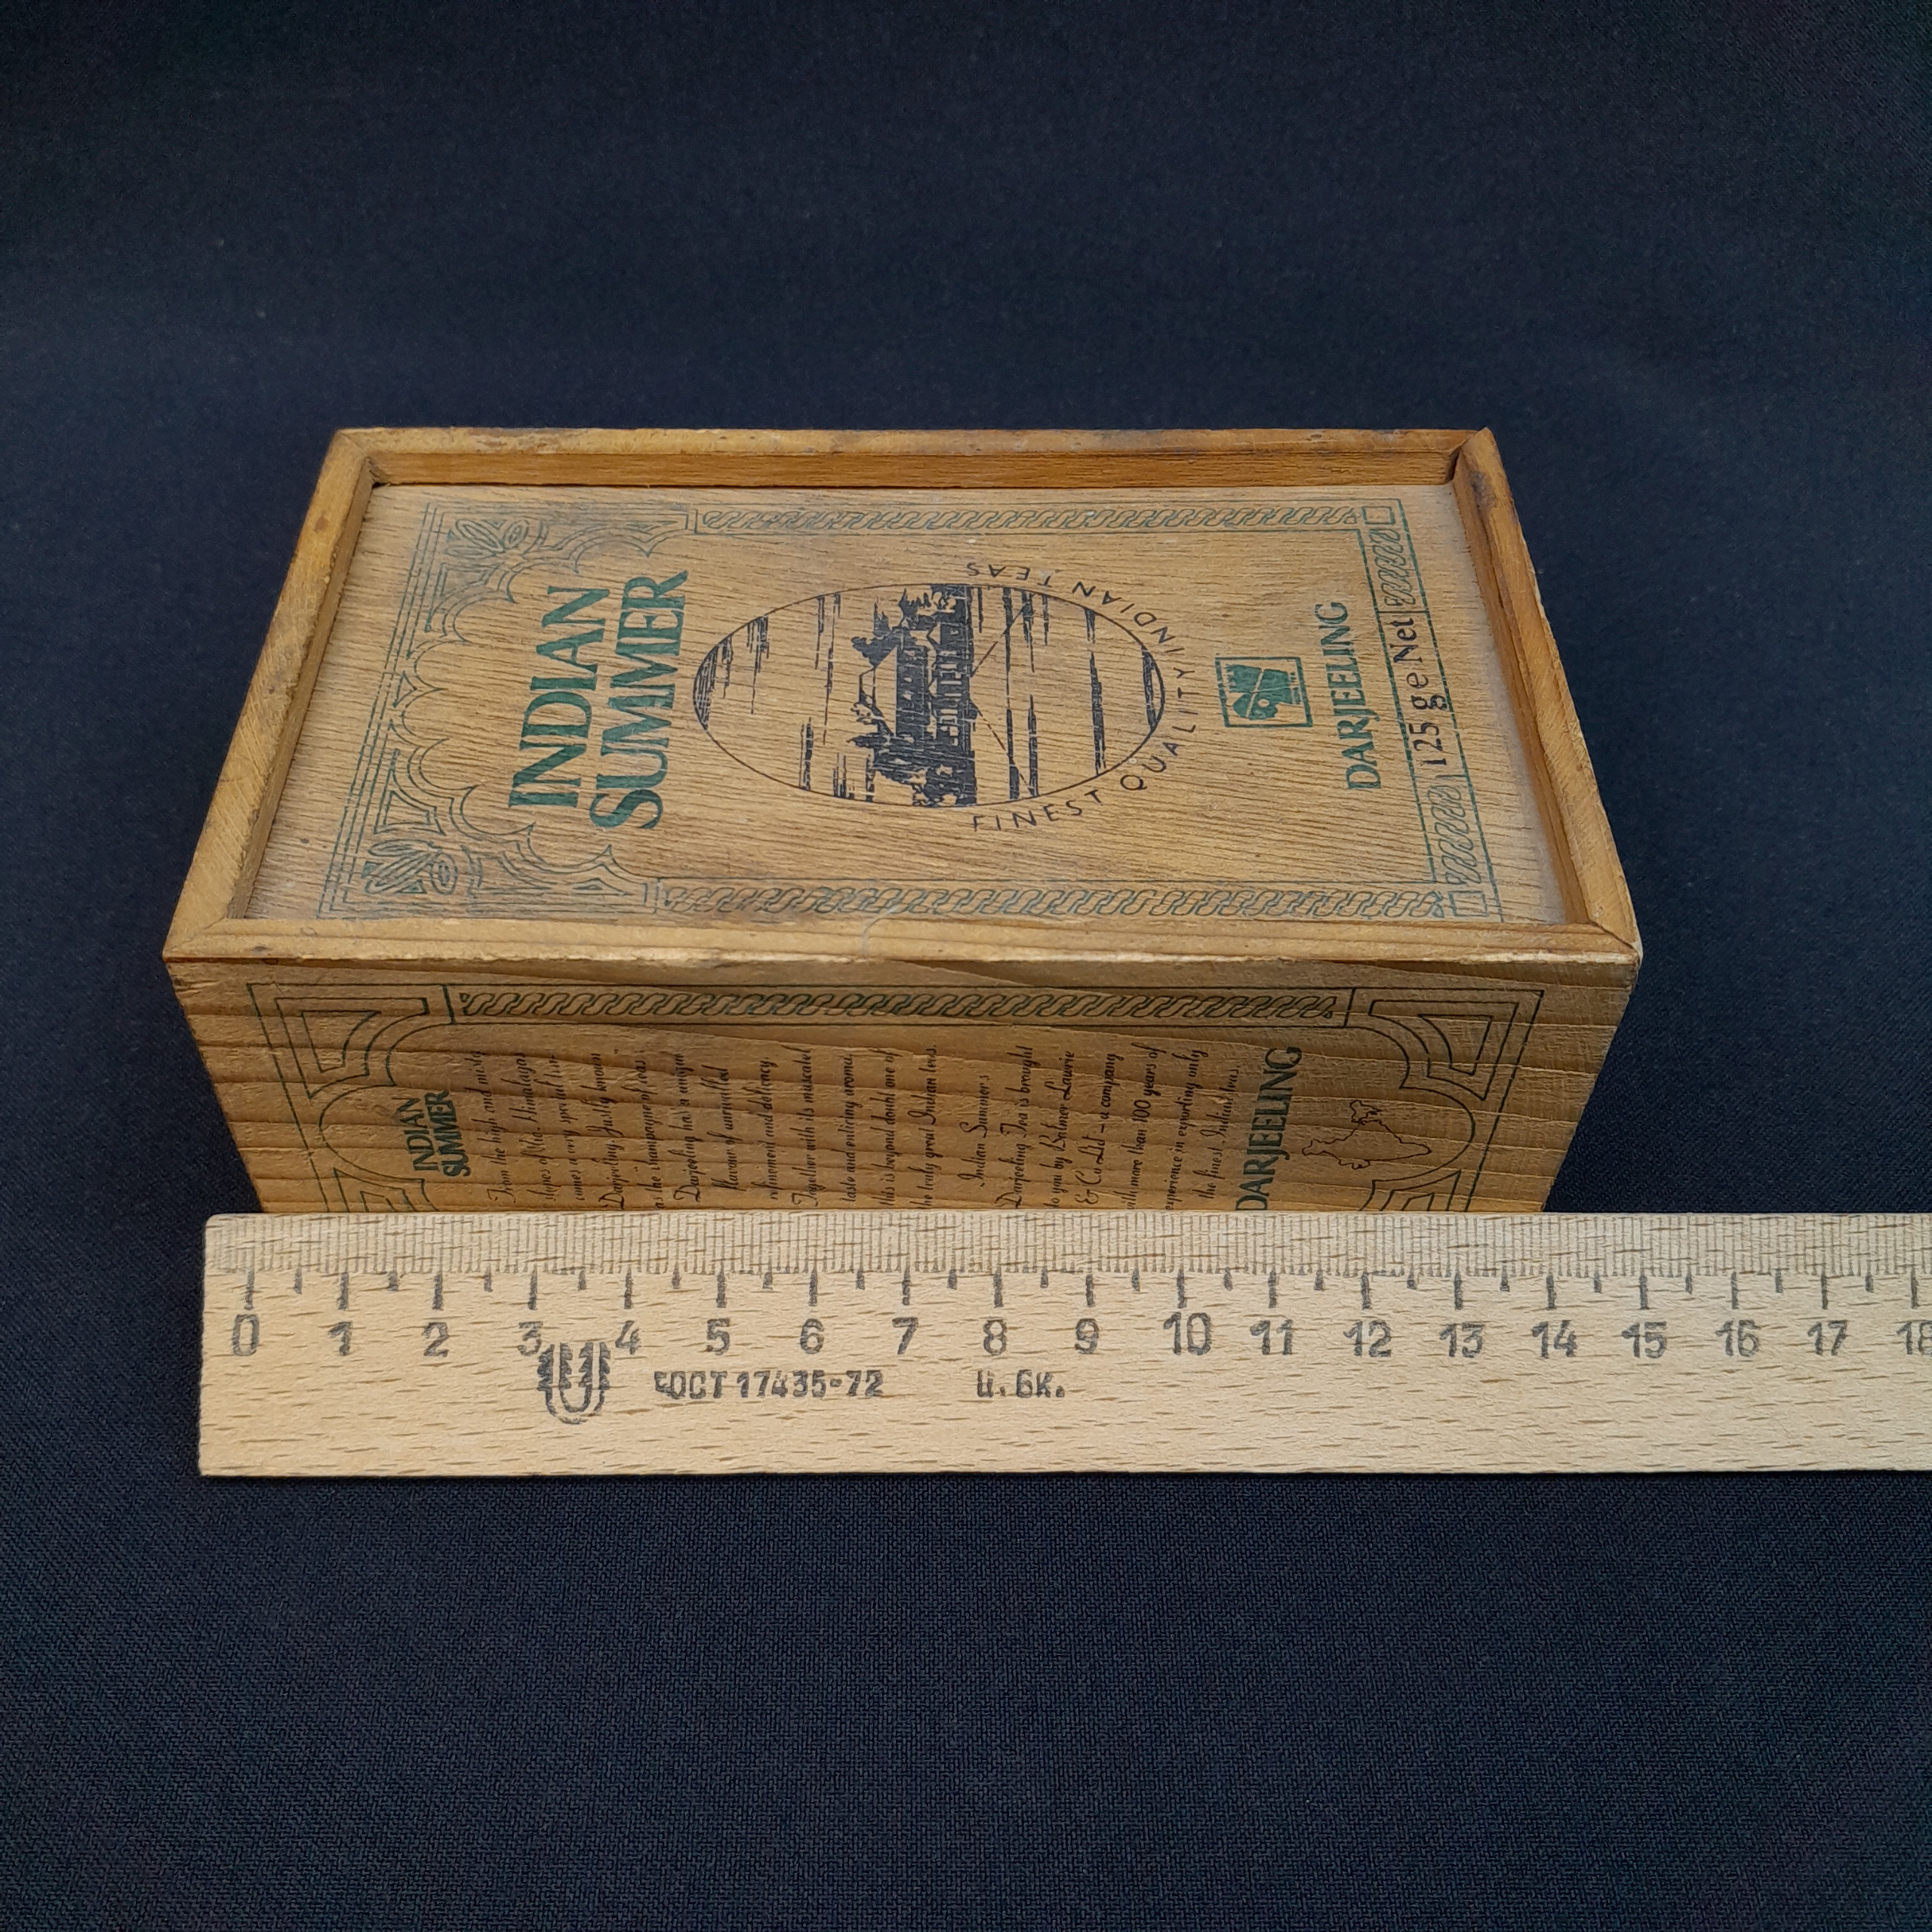 INDIAN
SUMMER
FINEST QUALITY INDIAN TEAS
DARJEELING
125 g e Net
INDIAN
SUMMER
From the high and misty
slopes of the Himalayas
comes a very special tea-
Darjeeling. Justly known
as the 'champagne of teas'
Darjeeling has a unique
flavour of unrivalled
refinement and delicacy
Together with its muscatel
taste and enticing aroma,
this is beyond doubt one of
the truly great Indian teas.
Indian Summers
Darjeeling Tea is brought
to you by Balmer Lawrie
& Co. Ltd - a company
with more than 100 years of
experience in exporting only
the finest Indian teas.
DARJEELING
0 1 2 3 4 5 6 7 8 9 10 11 12 13 14 15 16 17 18
ГОСТ 17435-72